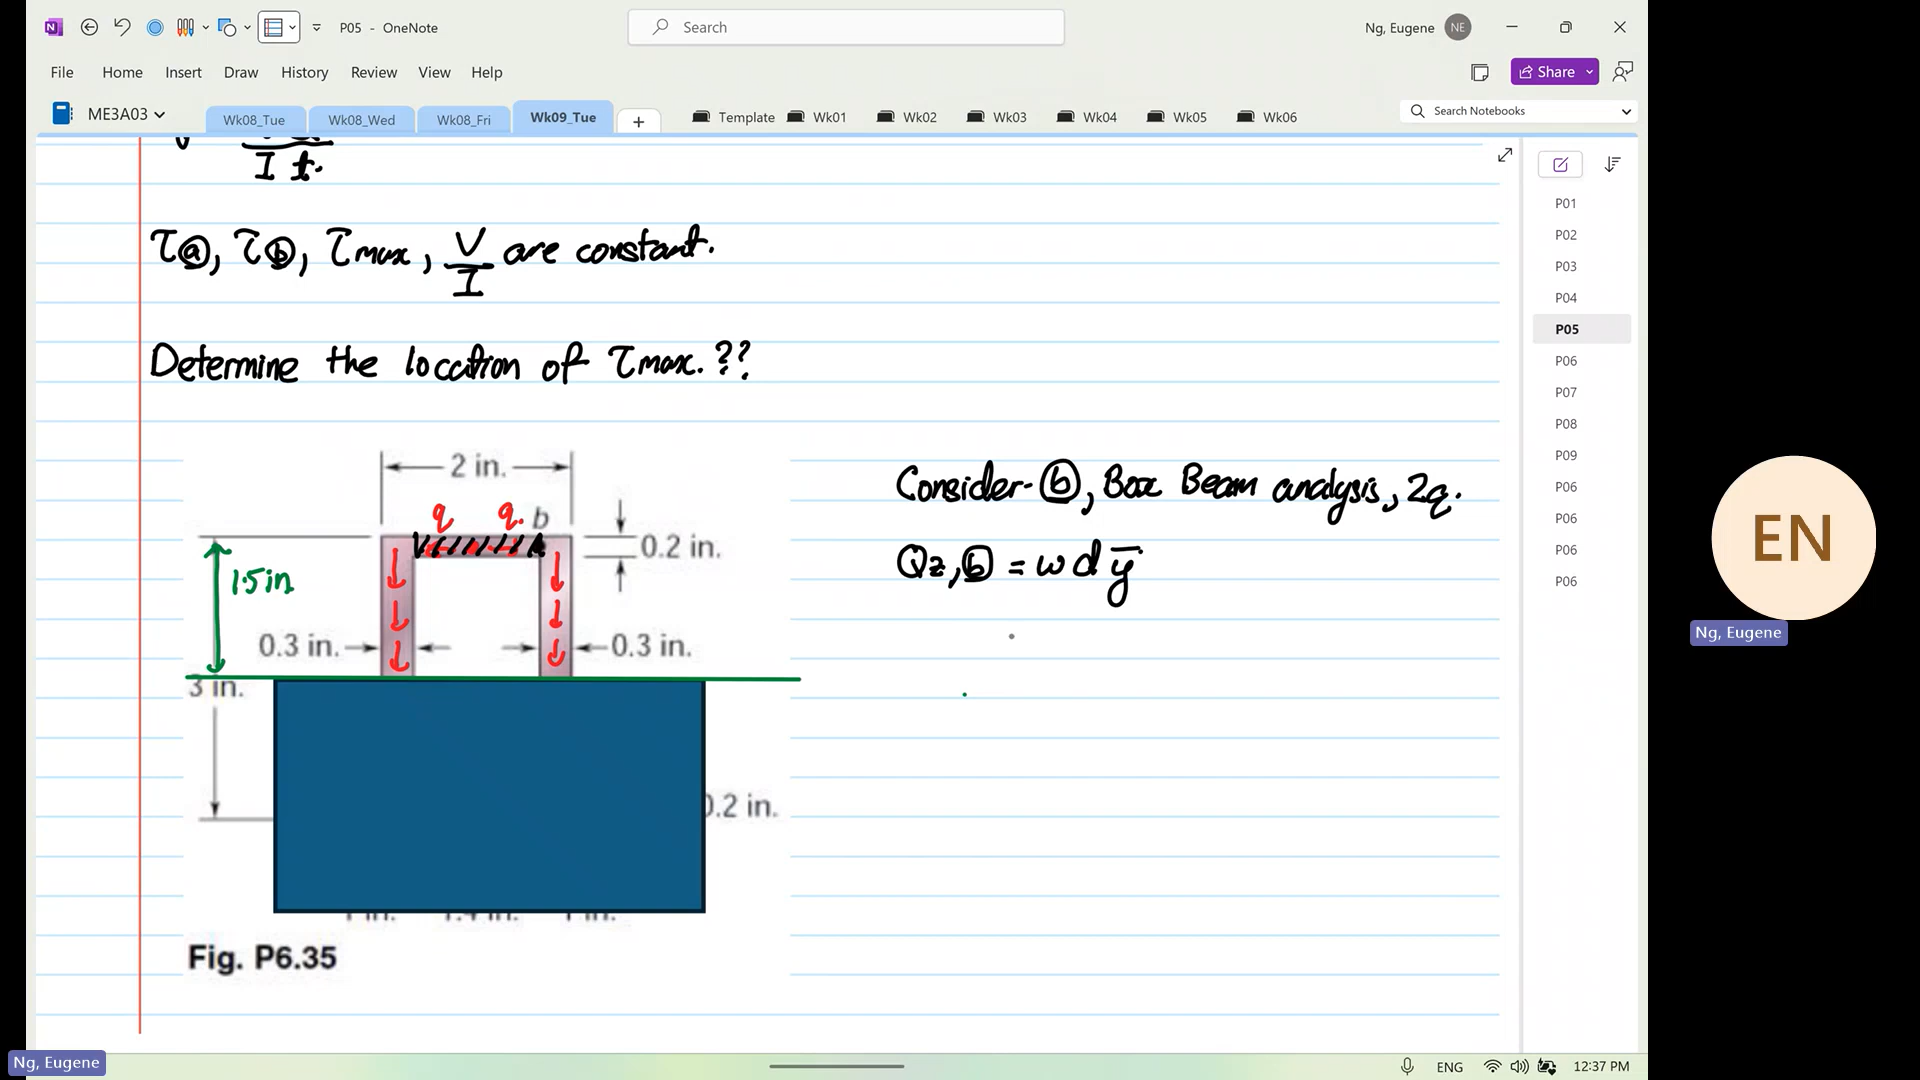 P05 - OneNote
Search
Ng, Eugene
NE
File Home Insert Draw History Review View Help
Share
ME3A03
Wk08_Tue Wk08_Wed Wk08_Fri Wk09_Tue + Template Wk01 Wk02 Wk03 Wk04 Wk05 Wk06
Search Notebooks
I t.
τⓐ, τⓑ, τmax, V/I are constant.
Determine the location of τmax.??
2 in.
q q. b
0.2 in.
1.5in
0.3 in. 0.3 in.
3 in.
0.2 in.
Fig. P6.35
Consider ⓑ, Box Beam analysis, 2q.
Qz,ⓑ = w d ȳ
P01
P02
P03
P04
P05
P06
P07
P08
P09
P06
P06
P06
P06
EN
Ng, Eugene
Ng, Eugene
ENG 12:37 PM